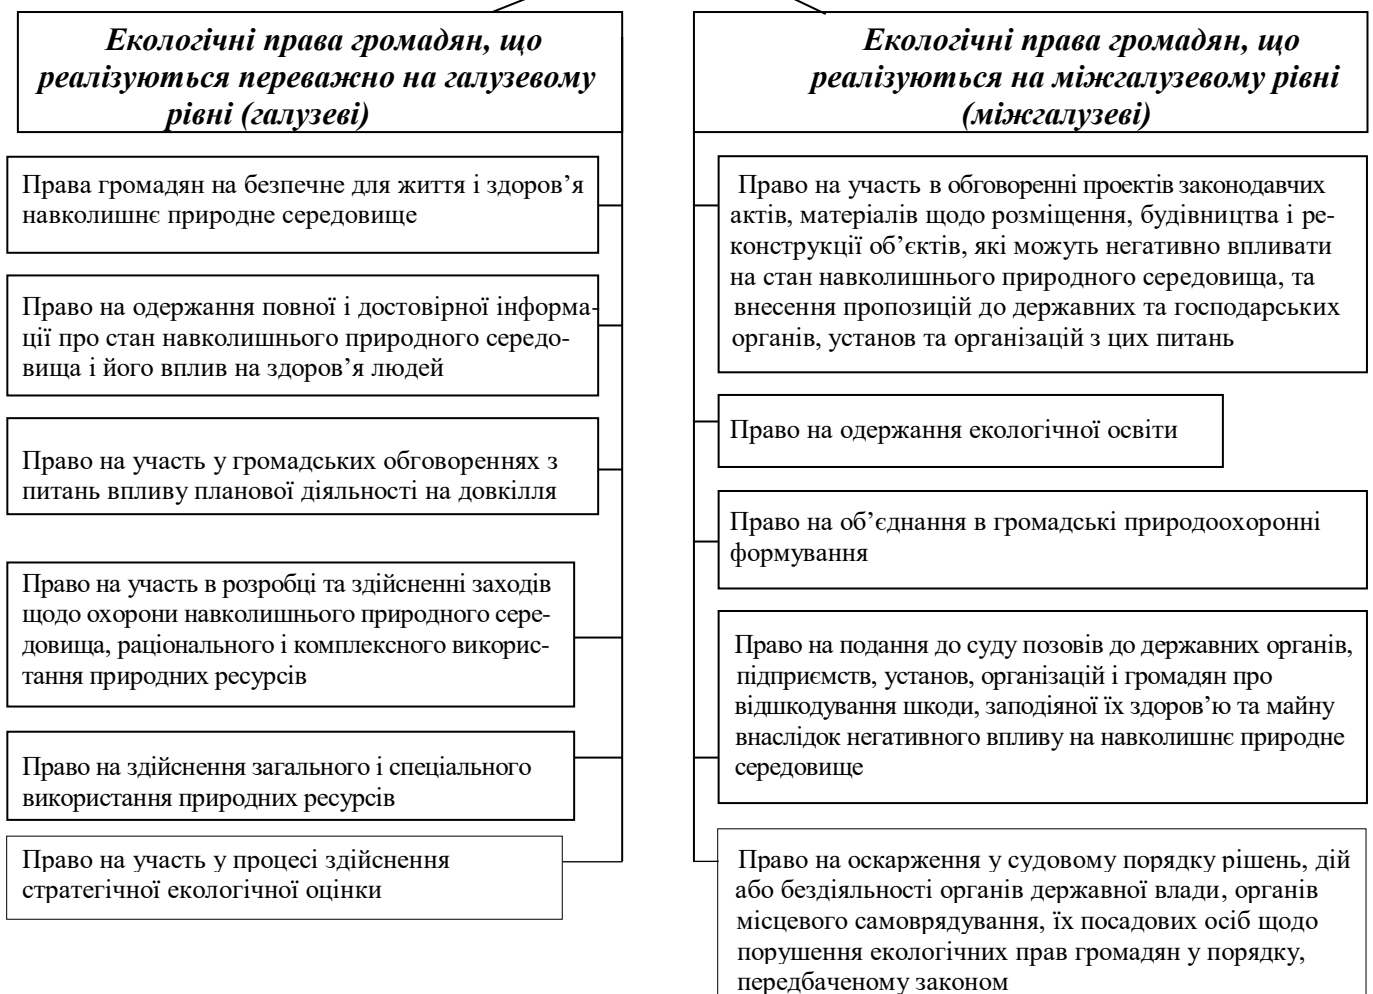 Екологічні права громадян, що
реалізуються переважно на галузевому
рівні (галузеві)
Права громадян на безпечне для життя і здоров’я
навколишнє природне середовище
Право на одержання повної і достовірної інформа-
ції про стан навколишнього природного середо-
вища і його вплив на здоров’я людей
Право на участь у громадських обговореннях з
питань впливу планової діяльності на довкілля
Право на участь в розробці та здійсненні заходів
щодо охорони навколишнього природного сере-
довища, раціонального і комплексного викорис-
тання природних ресурсів
Право на здійснення загального і спеціального
використання природних ресурсів
Право на участь у процесі здійснення
стратегічної екологічної оцінки
Екологічні права громадян, що
реалізуються на міжгалузевому рівні
(міжгалузеві)
Право на участь в обговоренні проектів законодавчих
актів, матеріалів щодо розміщення, будівництва і ре-
конструкції об’єктів, які можуть негативно впливати
на стан навколишнього природного середовища, та
внесення пропозицій до державних та господарських
органів, установ та організацій з цих питань
Право на одержання екологічної освіти
Право на об’єднання в громадські природоохоронні
формування
Право на подання до суду позовів до державних органів,
підприємств, установ, організацій і громадян про
відшкодування шкоди, заподіяної їх здоров’ю та майну
внаслідок негативного впливу на навколишнє природне
середовище
Право на оскарження у судовому порядку рішень, дій
або бездіяльності органів державної влади, органів
місцевого самоврядування, їх посадових осіб щодо
порушення екологічних прав громадян у порядку,
передбаченому законом